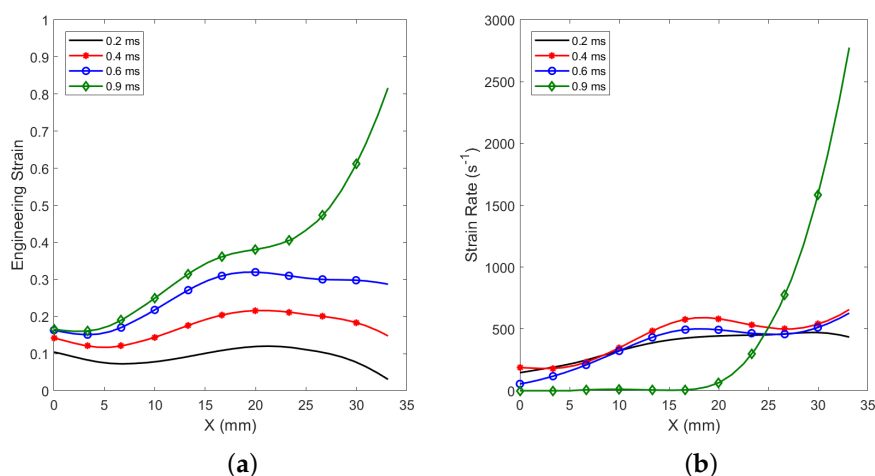 1
0.9
0.8
0.7
0.6
0.5
0.4
0.3
0.2
0.1
0
0 5 10 15 20 25 30 35
X (mm)
Engineering Strain
0.2 ms
0.4 ms
0.6 ms
0.9 ms
(a)
3000
2500
2000
1500
1000
500
0
0 5 10 15 20 25 30 35
X (mm)
Strain Rate (s⁻¹)
0.2 ms
0.4 ms
0.6 ms
0.9 ms
(b)